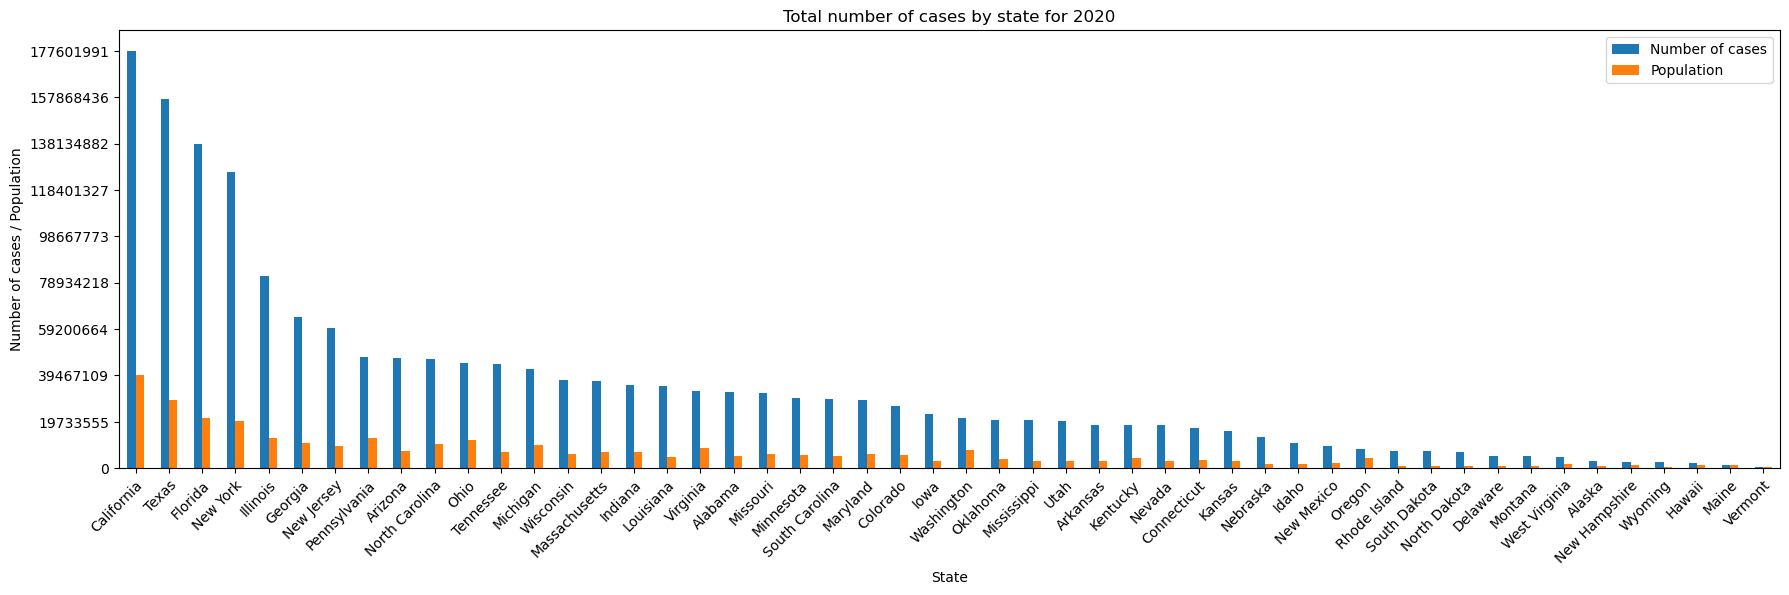 Total number of cases by state for 2020
Number of cases
Population
Number of cases / Population
177601991
157868436
138134882
118401327
98667773
78934218
59200664
39467109
19733555
0
California
Texas
Florida
New York
Illinois
Georgia
New Jersey
Pennsylvania
Arizona
North Carolina
Ohio
Tennessee
Michigan
Wisconsin
Massachusetts
Indiana
Louisiana
Virginia
Alabama
Missouri
Minnesota
South Carolina
Maryland
Colorado
Iowa
Washington
Oklahoma
Mississippi
Utah
Arkansas
Kentucky
Nevada
Connecticut
Kansas
Nebraska
Idaho
New Mexico
Oregon
Rhode Island
South Dakota
North Dakota
Delaware
Montana
West Virginia
Alaska
New Hampshire
Wyoming
Hawaii
Maine
Vermont
State